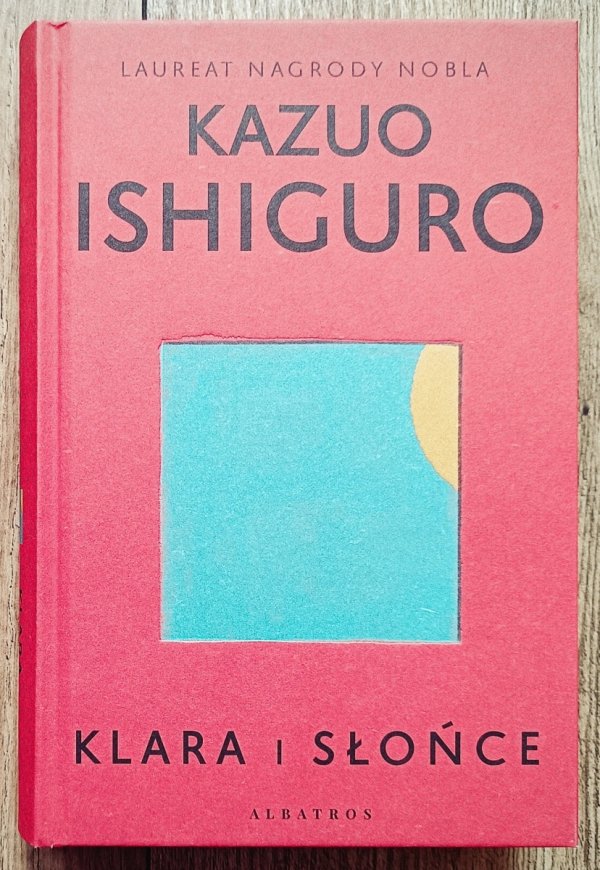 LAUREAT NAGRODY NOBLA
KAZUO
ISHIGURO
KLARA I SŁOŃCE
ALBATROS